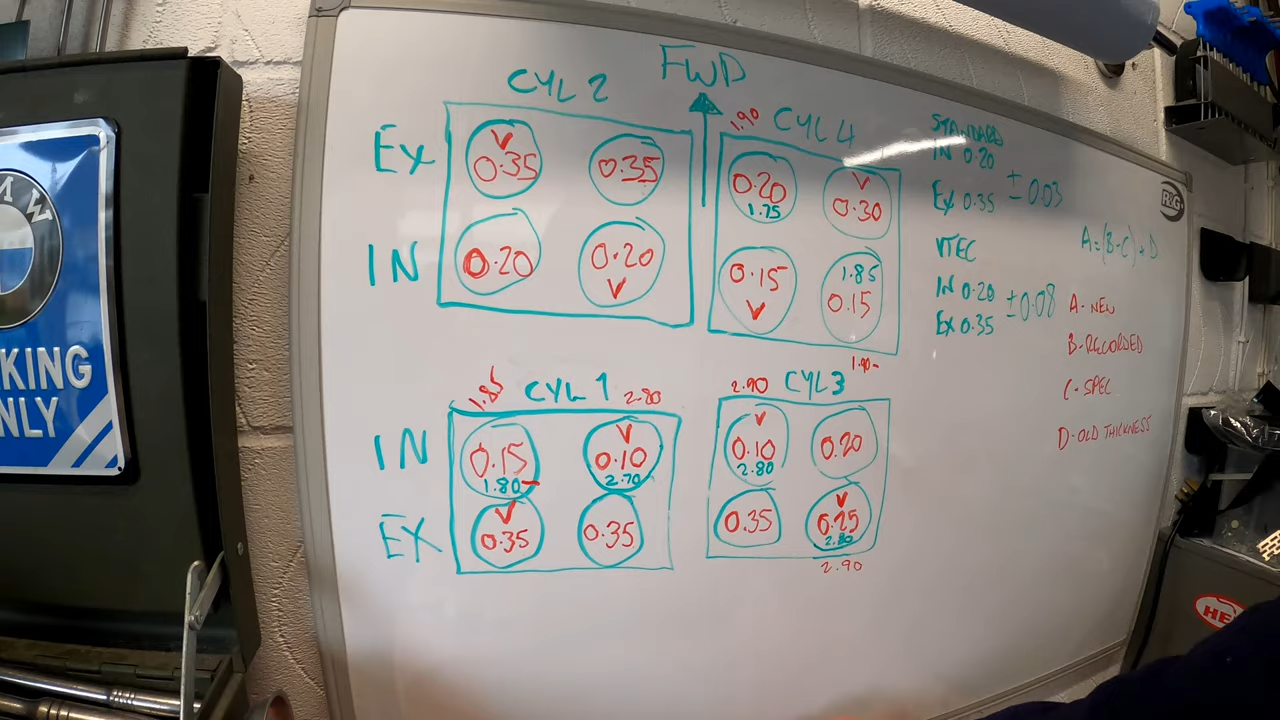 FWD
CYL 2
Ex
V
0.35
0.35
IN
0.20
0.20
V
1.90
CYL 4
0.20
1.75
V
0.30
0.15
V
1.85
0.15
1.90
STANDARD
IN 0.20
Ex 0.35
± 0.03
VTEC
IN 0.20
Ex 0.35
± 0.08
A=(B-C)+D
A - NEW
B - RECORDED
C - SPEC
D - OLD THICKNESS
1.85
CYL 1
2.80
IN
0.15
1.80
V
0.10
2.70
EX
V
0.35
0.35
2.90
CYL 3
V
0.10
2.80
0.20
0.35
V
0.25
2.80
2.90
R&G
MW
KING
NLY
HE